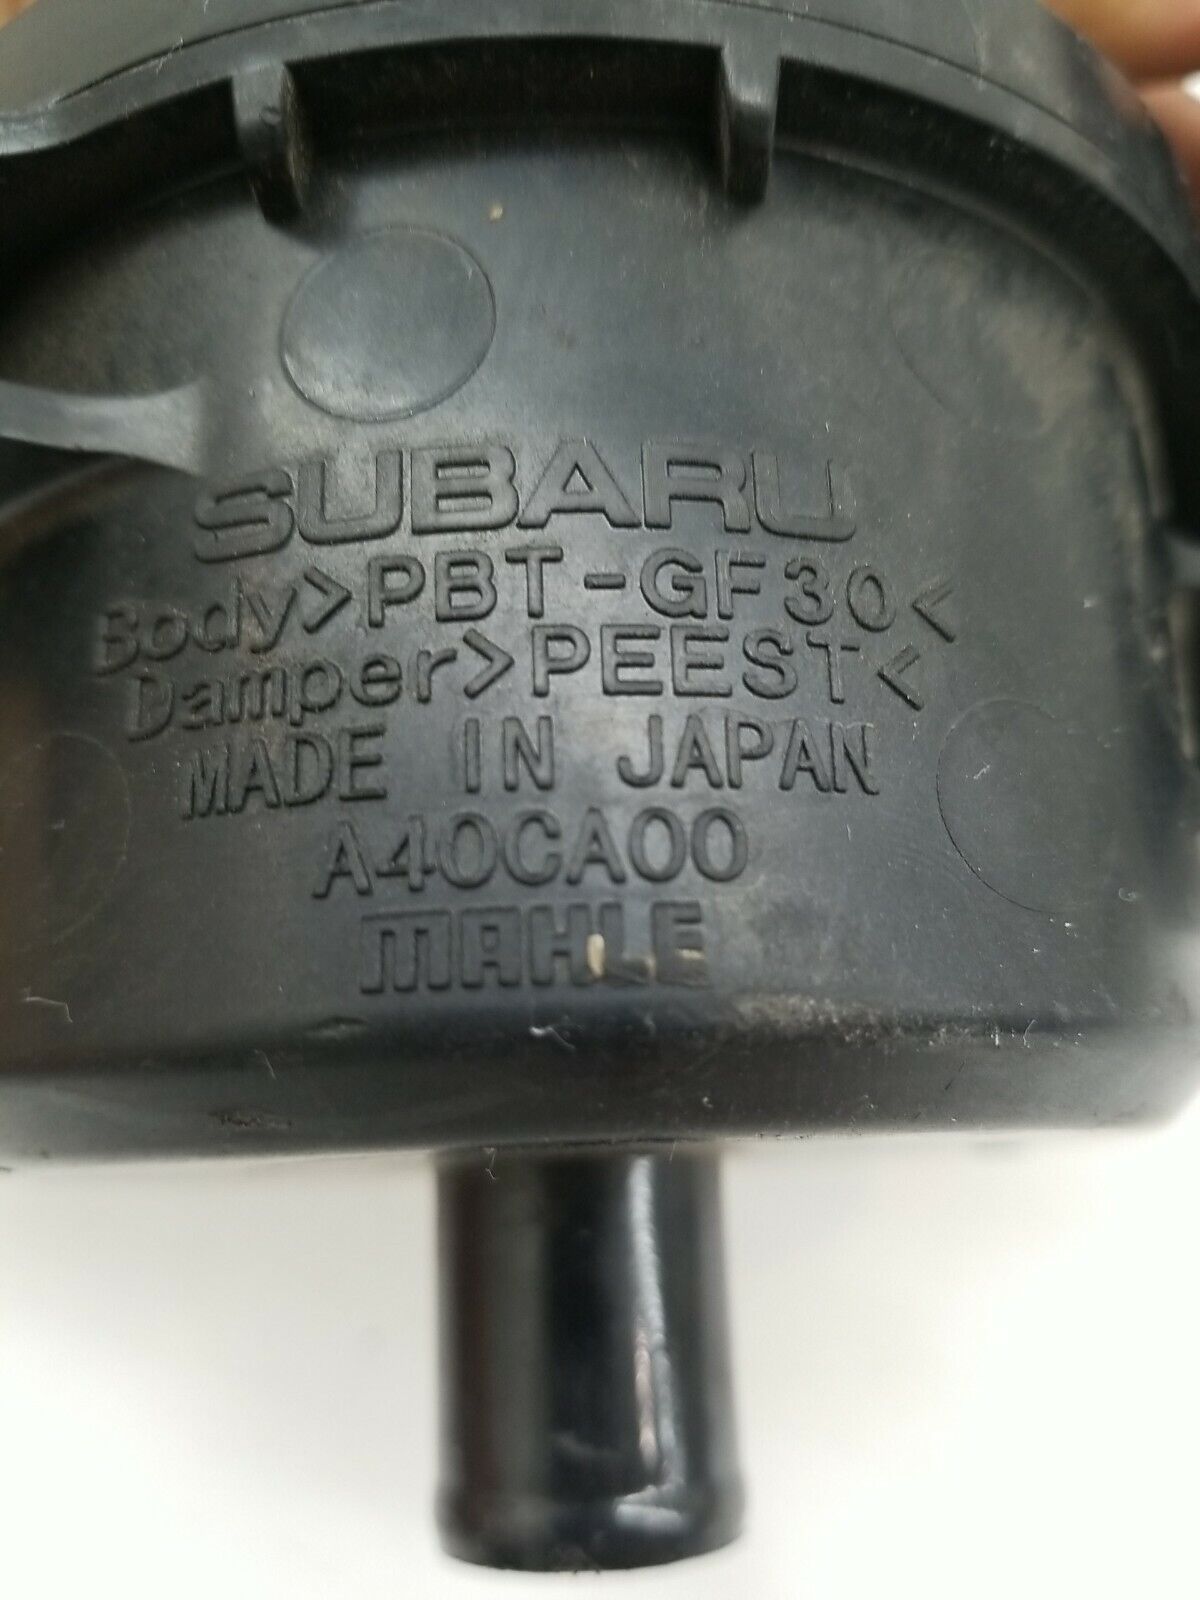 SUBARU
Body>PBT-GF30<
Damper>PEEST<
MADE IN JAPAN
A40CA00
MAHLE